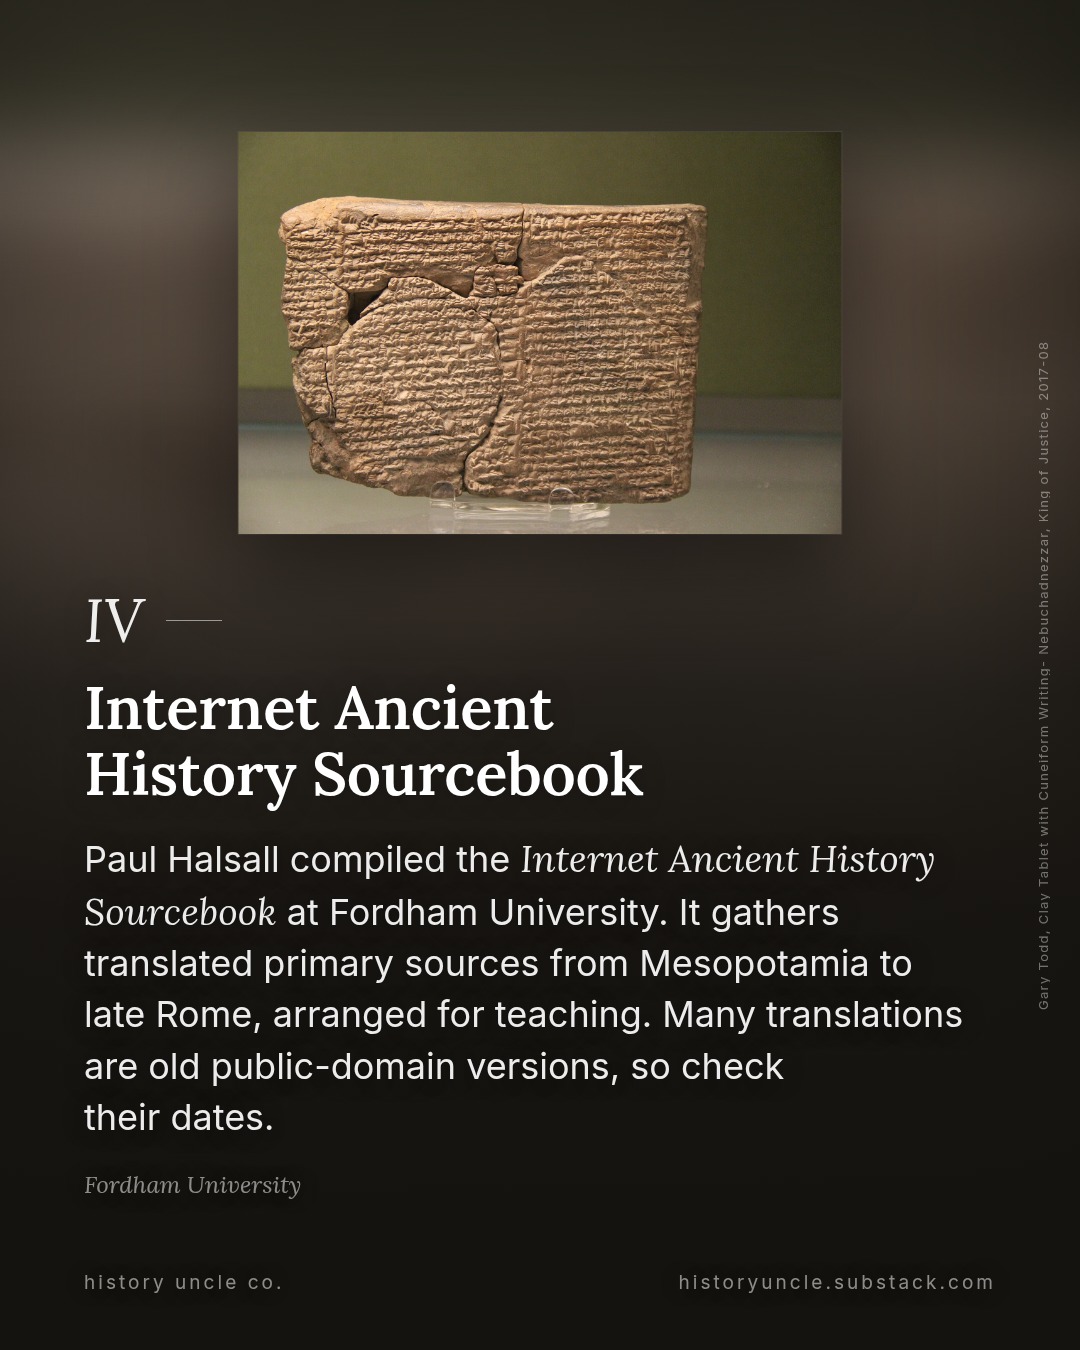 IV
Internet Ancient
History Sourcebook
Paul Halsall compiled the Internet Ancient History
Sourcebook at Fordham University. It gathers
translated primary sources from Mesopotamia to
late Rome, arranged for teaching. Many translations
are old public-domain versions, so check
their dates.
Fordham University
history uncle co.
historyuncle.substack.com
Gary Todd, Clay Tablet with Cuneiform Writing- Nebuchadnezzar, King of Justice, 2017-08